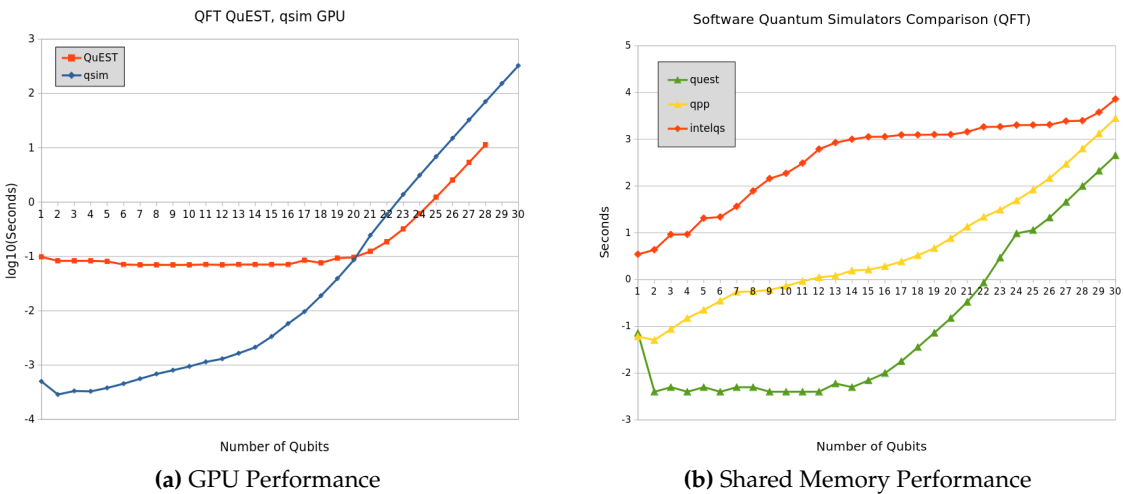 QFT QuEST, qsim GPU
3
2
1
0
-1
-2
-3
-4
log10(Seconds)
QuEST
qsim
1 2 3 4 5 6 7 8 9 10 11 12 13 14 15 16 17 18 19 20 21 22 23 24 25 26 27 28 29 30
Number of Qubits
(a) GPU Performance
Software Quantum Simulators Comparison (QFT)
5
4
3
2
1
0
-1
-2
-3
Seconds
quest
qpp
intelqs
1 2 3 4 5 6 7 8 9 10 11 12 13 14 15 16 17 18 19 20 21 22 23 24 25 26 27 28 29 30
Number of Qubits
(b) Shared Memory Performance